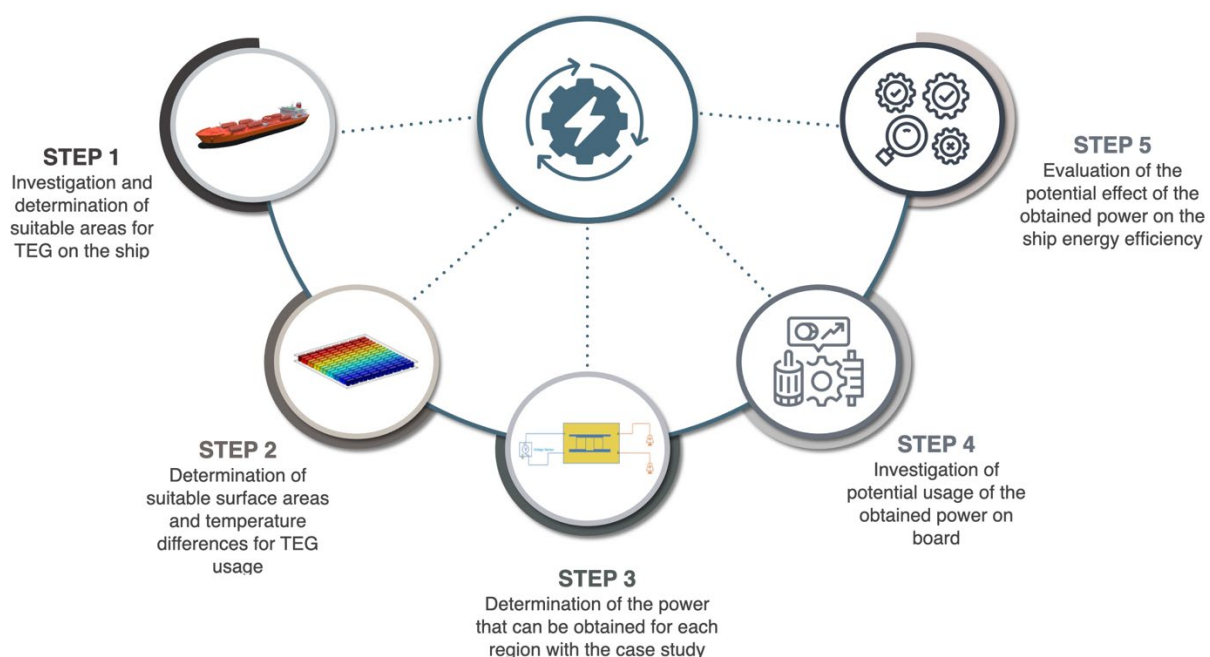 STEP 1
Investigation and
determination of
suitable areas for
TEG on the ship
STEP 2
Determination of
suitable surface areas
and temperature
differences for TEG
usage
STEP 3
Determination of the power
that can be obtained for each
region with the case study
STEP 4
Investigation of
potential usage of the
obtained power on
board
STEP 5
Evaluation of the
potential effect of the
obtained power on the
ship energy efficiency